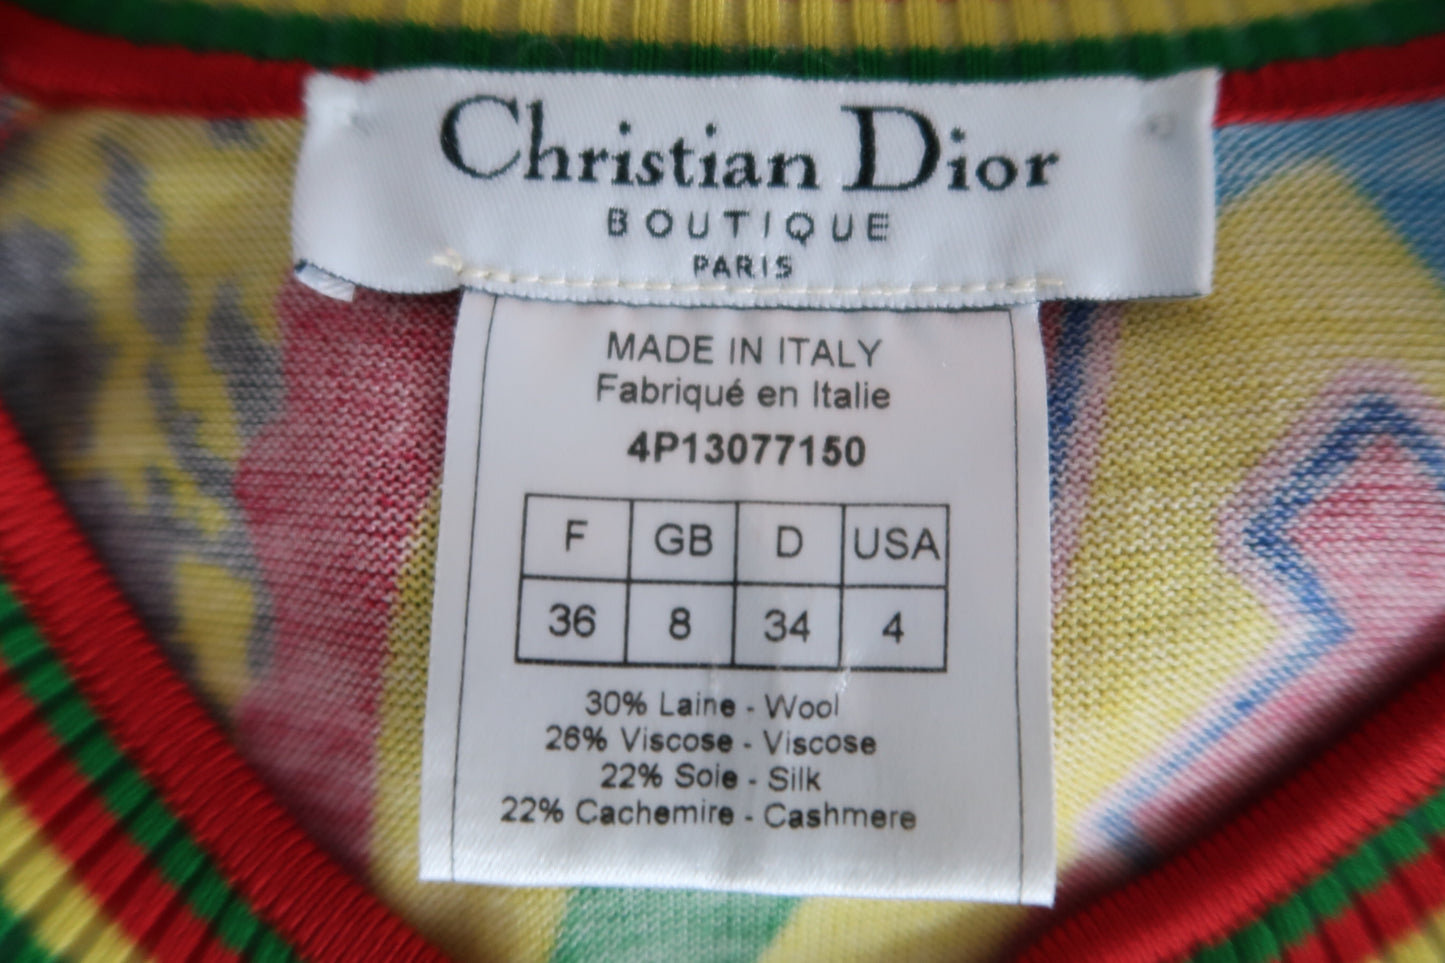 Christian Dior
BOUTIQUE
PARIS
MADE IN ITALY
Fabriqué en Italie
4P13077150
F GB D USA
36 8 34 4
30% Laine - Wool
26% Viscose - Viscose
22% Soie - Silk
22% Cachemire - Cashmere